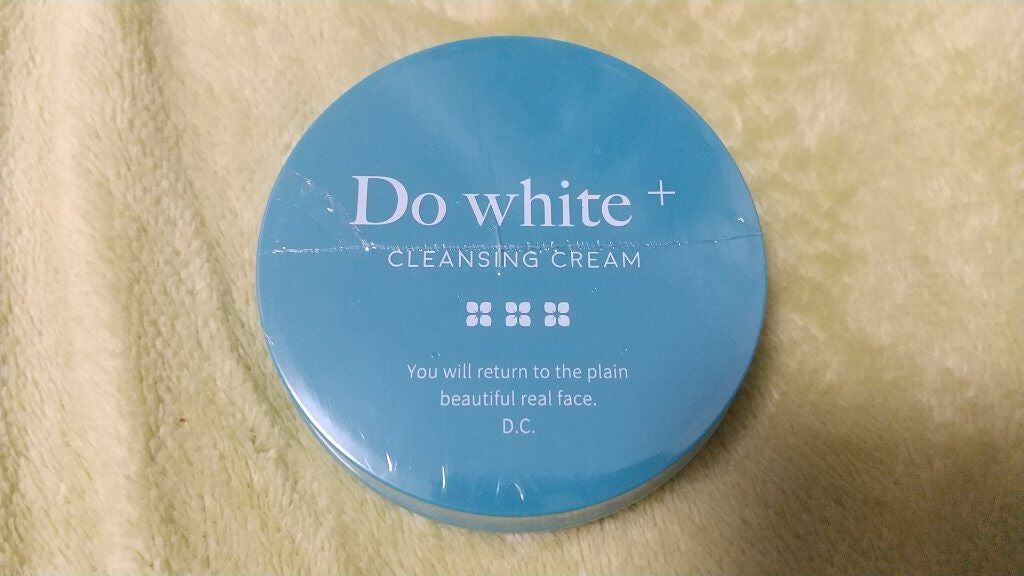 Do white +
CLEANSING CREAM
You will return to the plain
beautiful real face.
D.C.